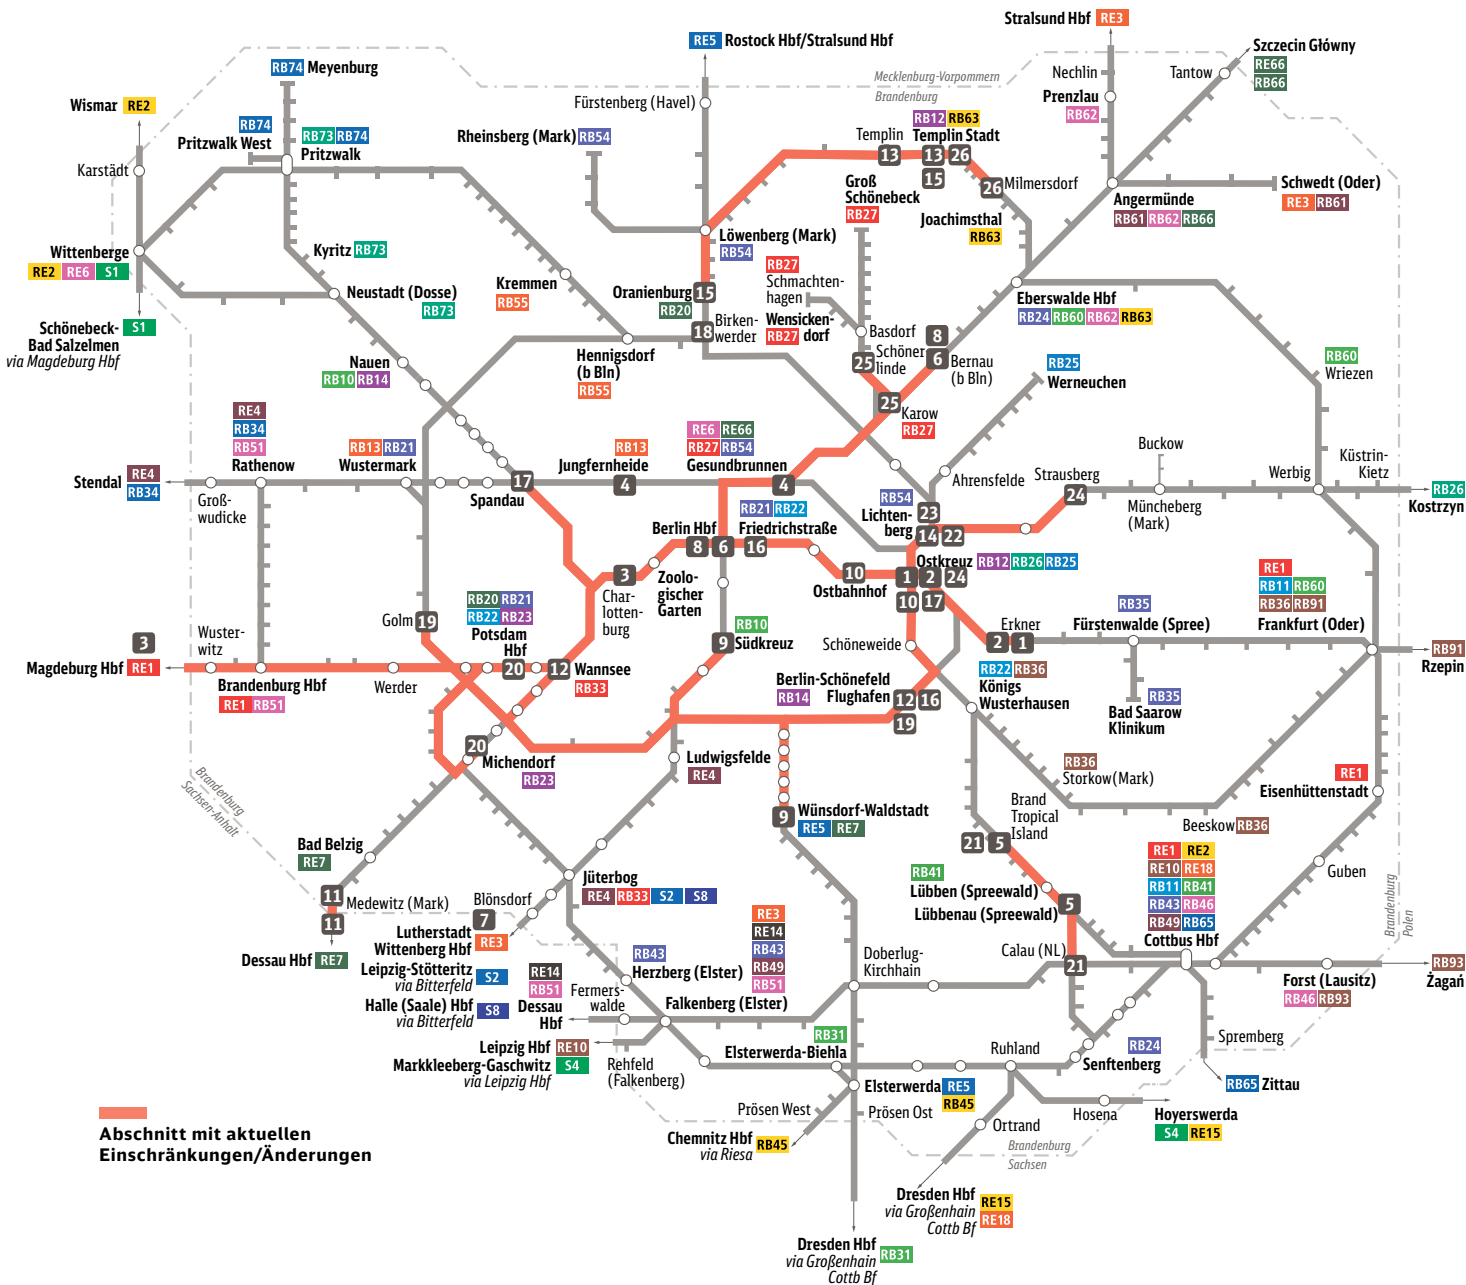 Stralsund Hbf RE3
RE5 Rostock Hbf/Stralsund Hbf
Szczecin Główny
RE66
RB66
Tantow
Nechlin
Prenzlau
RB62
Mecklenburg-Vorpommern
Brandenburg
RB74 Meyenburg
Wismar RE2
Fürstenberg (Havel)
RB74
Pritzwalk West
RB73 RB74
Pritzwalk
Rheinsberg (Mark) RB54
RB12 RB63
Templin Templin Stadt
13 13 26
15
26 Milmersdorf
Karstädt
Groß
Schönebeck
RB27
Joachimsthal
RB63
Angermünde
RB61 RB62 RB66
Schwedt (Oder)
RE3 RB61
Wittenberge
RE2 RE6 S1
Kyritz RB73
Löwenberg (Mark)
RB54
RB27
Schmachten-
hagen
Kremmen
RB55
Oranienburg 15
RB20
Neustadt (Dosse)
RB73
Wensicken-
RB27 dorf
Eberswalde Hbf
RB24 RB60 RB62 RB63
Schönebeck- S1
Bad Salzelmen
via Magdeburg Hbf
18 Birken-
werder
Basdorf
25 Schöner
linde
8
6 Bernau
(b Bln)
Hennigsdorf
(b Bln)
RB55
Nauen
RB10 RB14
RB25
Werneuchen
RB60
Wriezen
25
Karow
RB27
RE4
RB34
RB51
Rathenow
RB13 RB21
Wustermark
RB13
Jungfernheide
4
RE6 RE66
RB27 RB54
Gesundbrunnen
4
Buckow
Stendal RE4
RB34
Groß-
wudicke
Spandau 17
Ahrensfelde
Strausberg
24
Müncheberg
(Mark)
Werbig
Küstrin-
Kietz
RB26
Kostrzyn
RB54
Lichten-
berg
23
14 22
RB21 RB22
Berlin Hbf Friedrichstraße
8 6 16
Ostkreuz RB12 RB26 RB25
1 2 24
10 17
Ostbahnhof 10
3
Char-
lotten-
burg
Zoolo-
gischer
Garten
RE1
RB11 RB60
RB36 RB91
Frankfurt (Oder)
RB35
Fürstenwalde (Spree)
Erkner
2 1
RB20 RB21
RB22 RB23
Potsdam
Hbf
20
Golm 19
RB10
9 Südkreuz
Schöneweide
3
Magdeburg Hbf RE1
Wuster-
witz
Brandenburg Hbf
RE1 RB51
Werder
12 Wannsee
RB33
RB91
Rzepin
RB22 RB36
Königs
Wusterhausen
Berlin-Schönefeld
RB14 Flughafen
12 16
19
RB35
Bad Saarow
Klinikum
20
Michendorf
RB23
Ludwigsfelde
RE4
RB36
Storkow(Mark)
RE1
Eisenhüttenstadt
Brandenburg
Sachsen-Anhalt
9 Wünsdorf-Waldstadt
RE5 RE7
Brand
Tropical
Island
21 5
Beeskow RB36
Bad Belzig
RE7
RE1 RE2
RE10 RE18
RB11 RB41
RB43 RB46
RB49 RB65
Cottbus Hbf
Guben
RB41
Lübben (Spreewald)
Lübbenau (Spreewald) 5
Jüterbog
RE4 RB33 S2 S8
11 Medewitz (Mark)
11
Dessau Hbf RE7
Blönsdorf
7
Lutherstadt
Wittenberg Hbf RE3
Leipzig-Stötteritz
via Bitterfeld S2
Halle (Saale) Hbf
via Bitterfeld S8
RE3
RE14
RB43
RB49
RB51
Falkenberg (Elster)
RB43
Herzberg (Elster)
Doberlug-
Kirchhain
Calau (NL)
21
Brandenburg
Polen
Forst (Lausitz)
RB46 RB93
RB93
Żagań
RE14
RB51
Dessau
Hbf
Fermers-
walde
Leipzig Hbf RE10
Markkleeberg-Gaschwitz S4
via Leipzig Hbf
Rehfeld
(Falkenberg)
RB31
Elsterwerda-Biehla
Ruhland
RB24
Senftenberg
Spremberg
RB65 Zittau
Elsterwerda RE5
RB45
Prösen West
Prösen Ost
Chemnitz Hbf RB45
via Riesa
Ortrand
Hosena
Hoyerswerda
S4 RE15
Brandenburg
Sachsen
Abschnitt mit aktuellen
Einschränkungen/Änderungen
Dresden Hbf RE15
via Großenhain RE18
Cottb Bf
Dresden Hbf RB31
via Großenhain
Cottb Bf